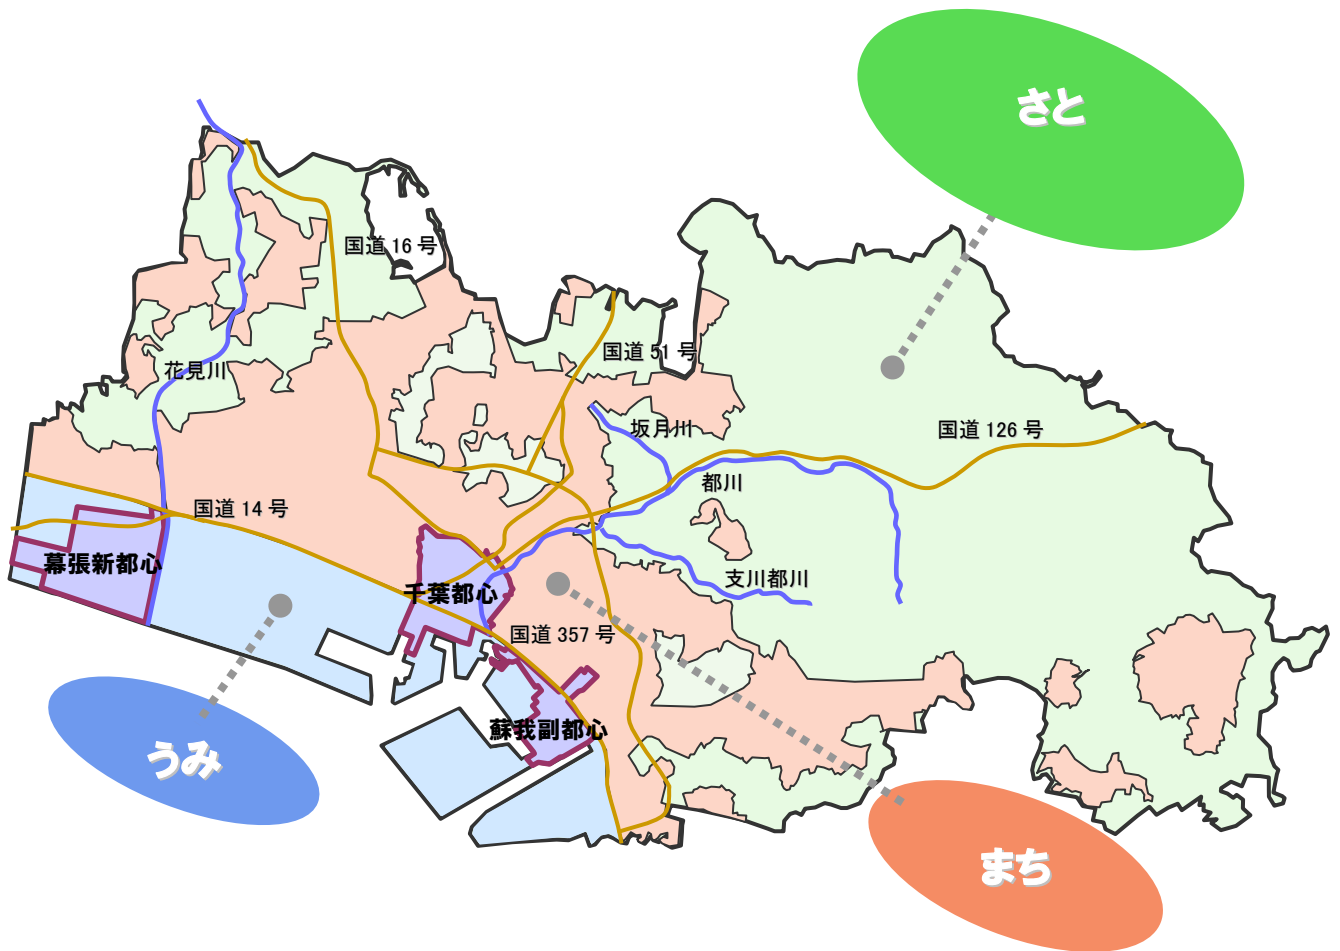 さと
国道 16 号
国道 51 号
花見川
坂月川
国道 126 号
都川
国道 14 号
幕張新都心
支川都川
千葉都心
国道 357 号
蘇我副都心
うみ
まち